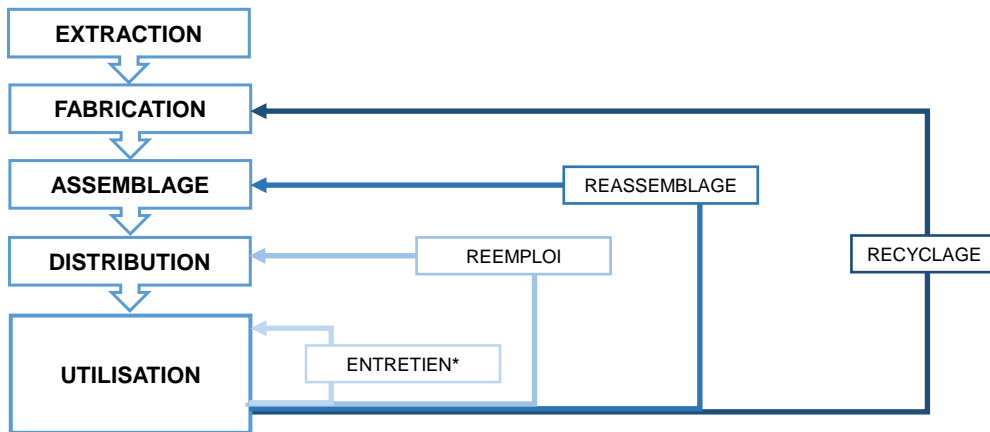 EXTRACTION
FABRICATION
ASSEMBLAGE
REASSEMBLAGE
DISTRIBUTION
REEMPLOI
RECYCLAGE
UTILISATION
ENTRETIEN*